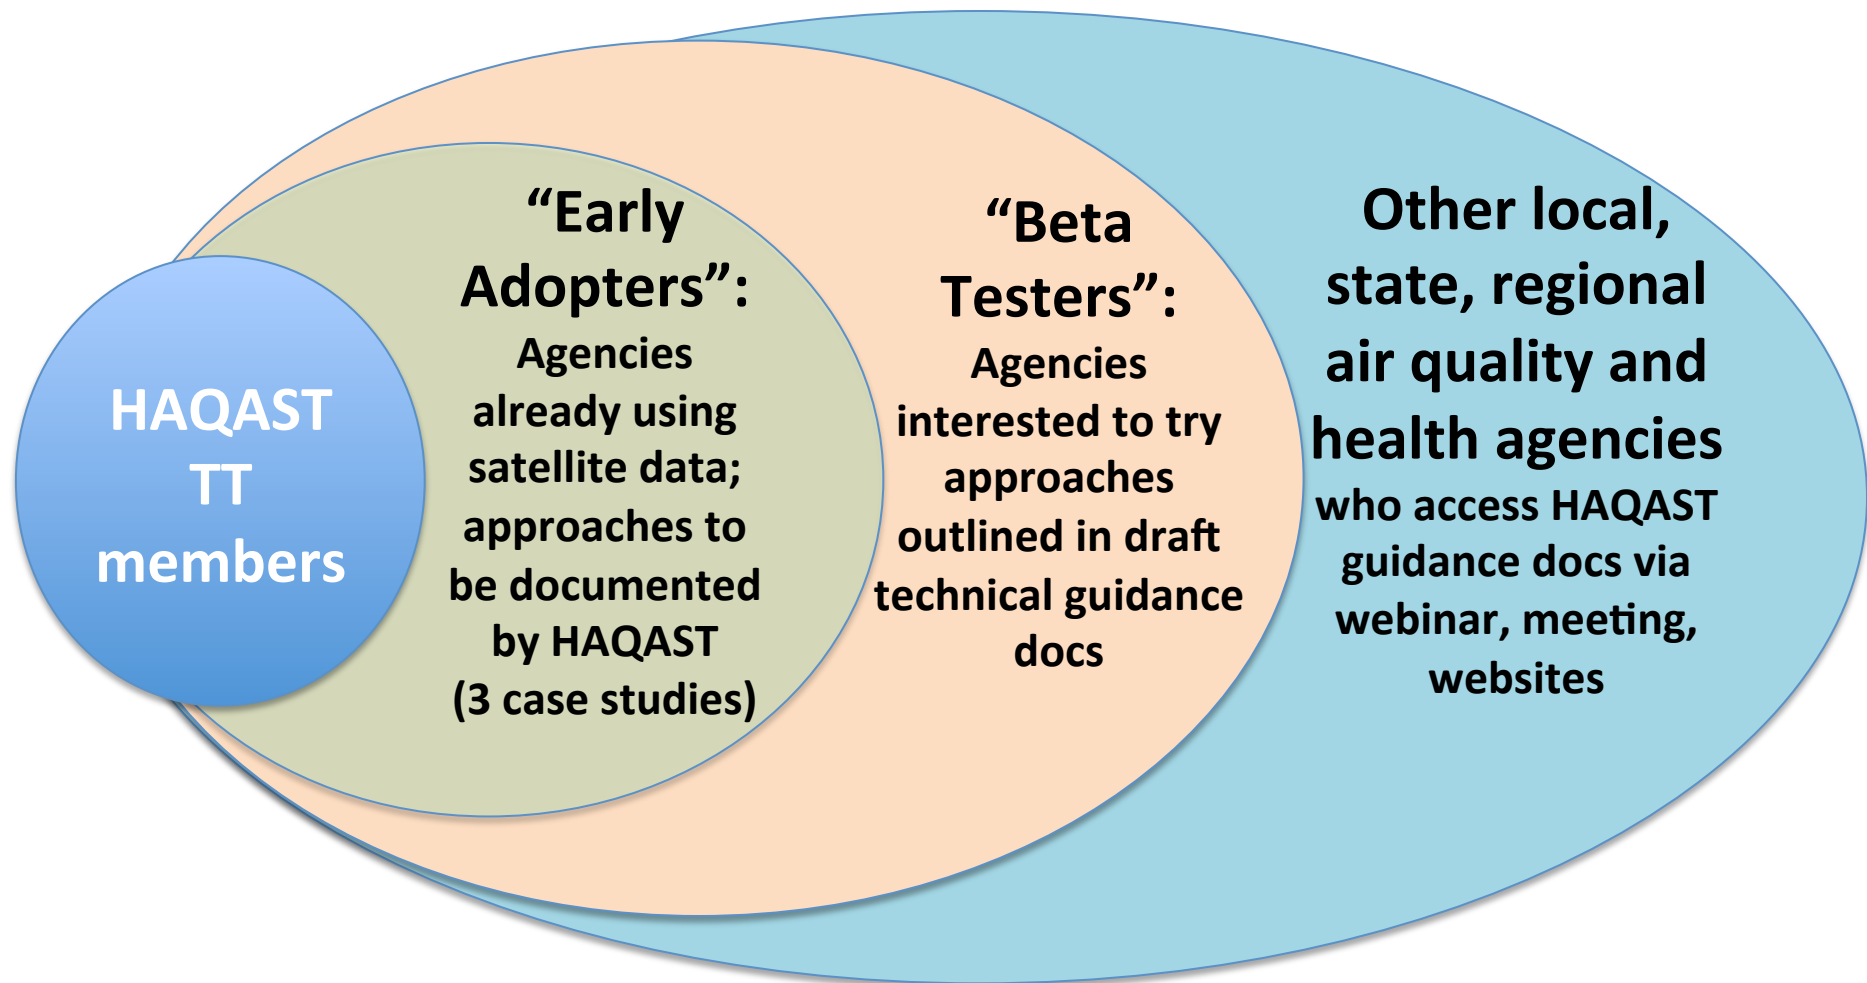 HAQAST
TT
members
“Early
Adopters”:
Agencies
already using
satellite data;
approaches to
be documented
by HAQAST
(3 case studies)
“Beta
Testers”:
Agencies
interested to try
approaches
outlined in draft
technical guidance
docs
Other local,
state, regional
air quality and
health agencies
who access HAQAST
guidance docs via
webinar, meeting,
websites